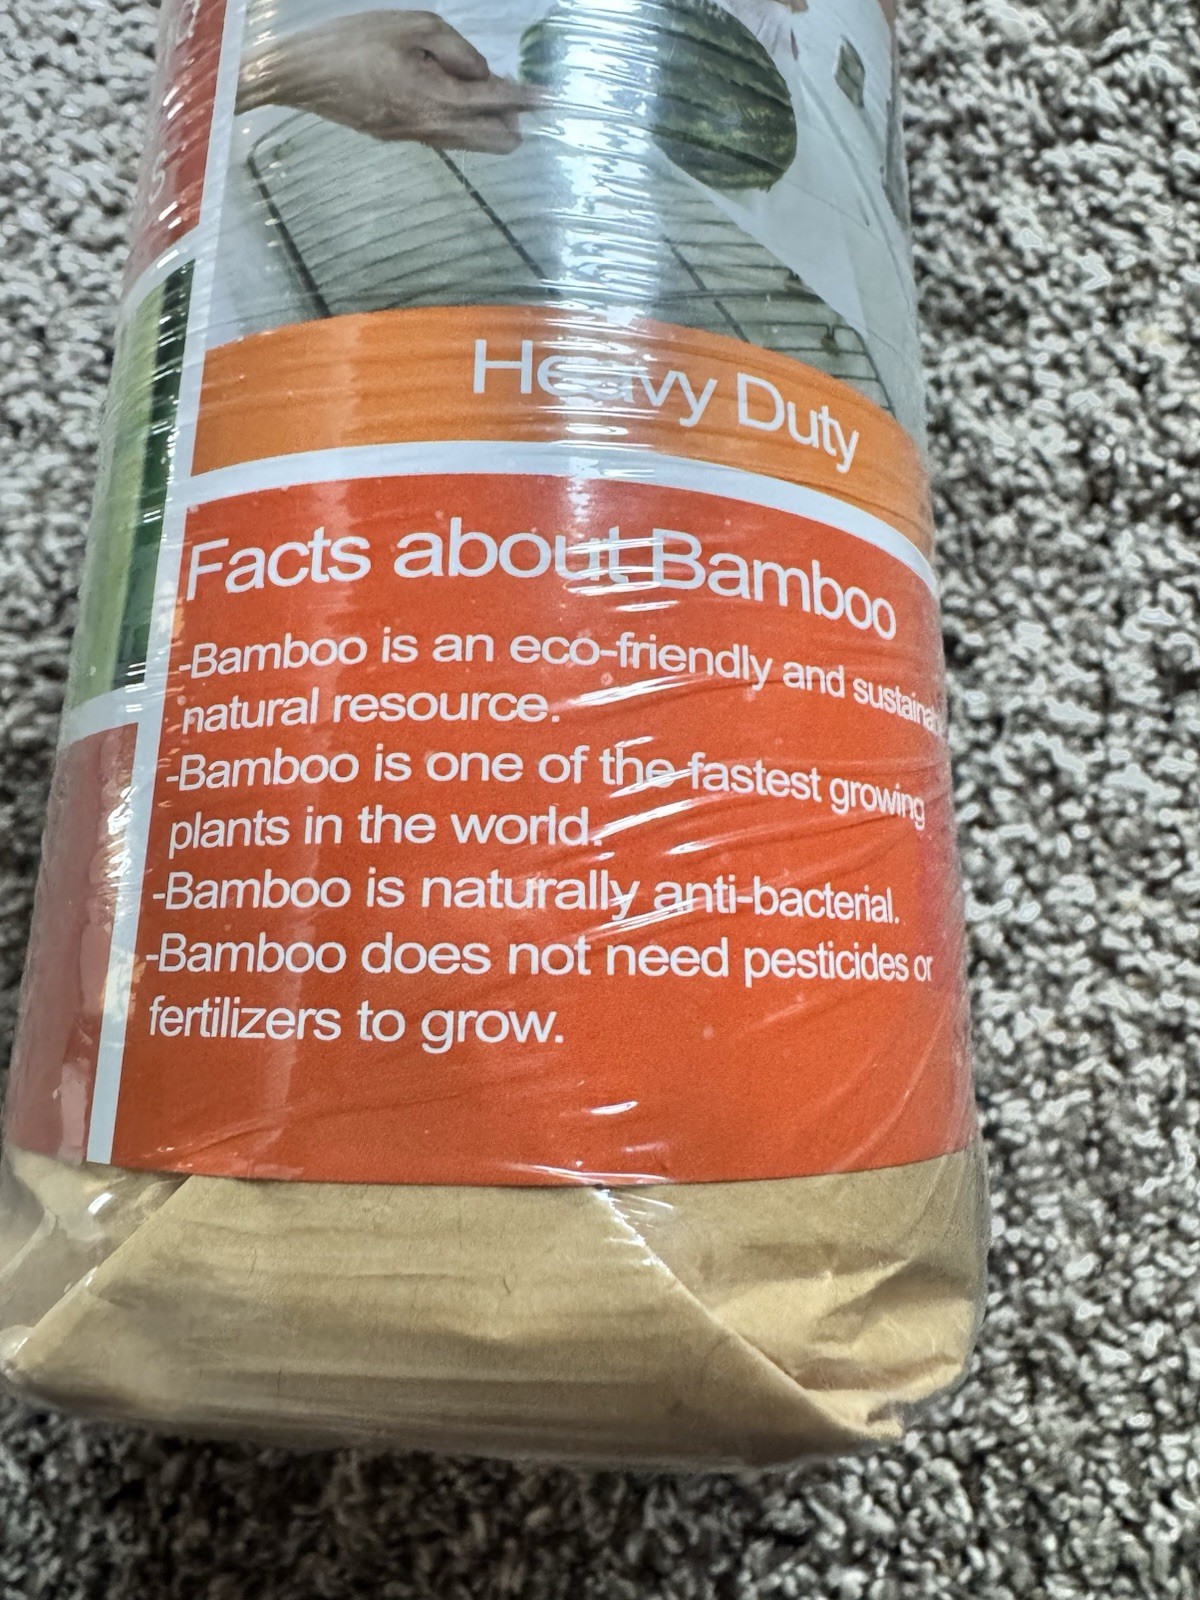 Heavy Duty
Facts about Bamboo
-Bamboo is an eco-friendly and
natural resource.
-Bamboo is one of the fastest growing
plants in the world.
-Bamboo is naturally anti-bacterial.
-Bamboo does not need pesticides or
fertilizers to grow.